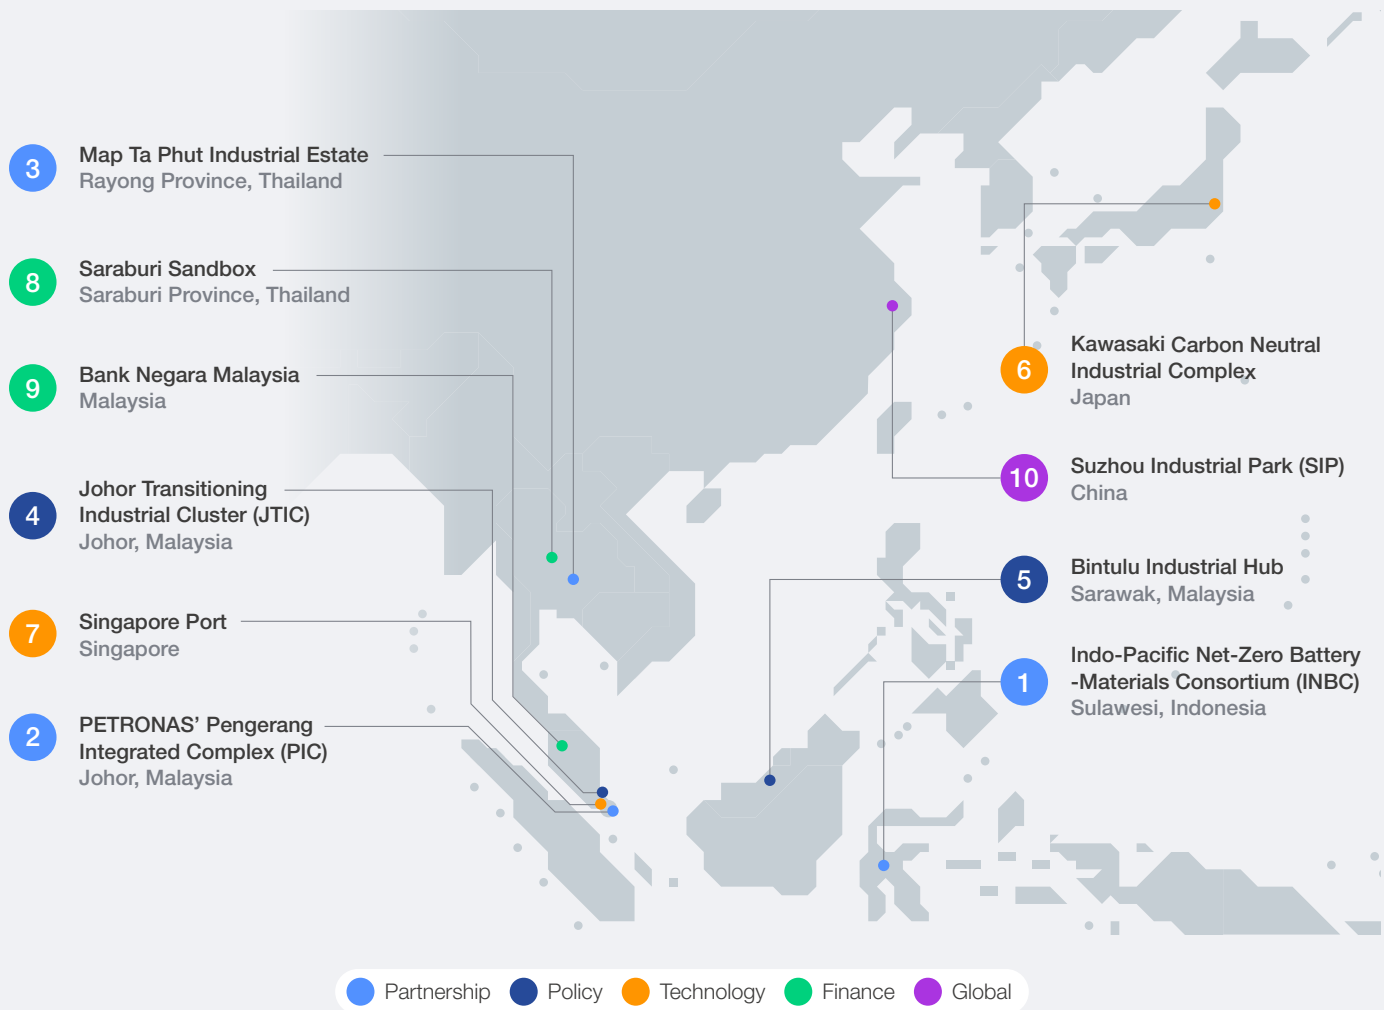 3
Map Ta Phut Industrial Estate
Rayong Province, Thailand
8
Saraburi Sandbox
Saraburi Province, Thailand
9
Bank Negara Malaysia
Malaysia
4
Johor Transitioning
Industrial Cluster (JTIC)
Johor, Malaysia
7
Singapore Port
Singapore
2
PETRONAS’ Pengerang
Integrated Complex (PIC)
Johor, Malaysia
6
Kawasaki Carbon Neutral
Industrial Complex
Japan
10
Suzhou Industrial Park (SIP)
China
5
Bintulu Industrial Hub
Sarawak, Malaysia
1
Indo-Pacific Net-Zero Battery
-Materials Consortium (INBC)
Sulawesi, Indonesia
Partnership Policy Technology Finance Global